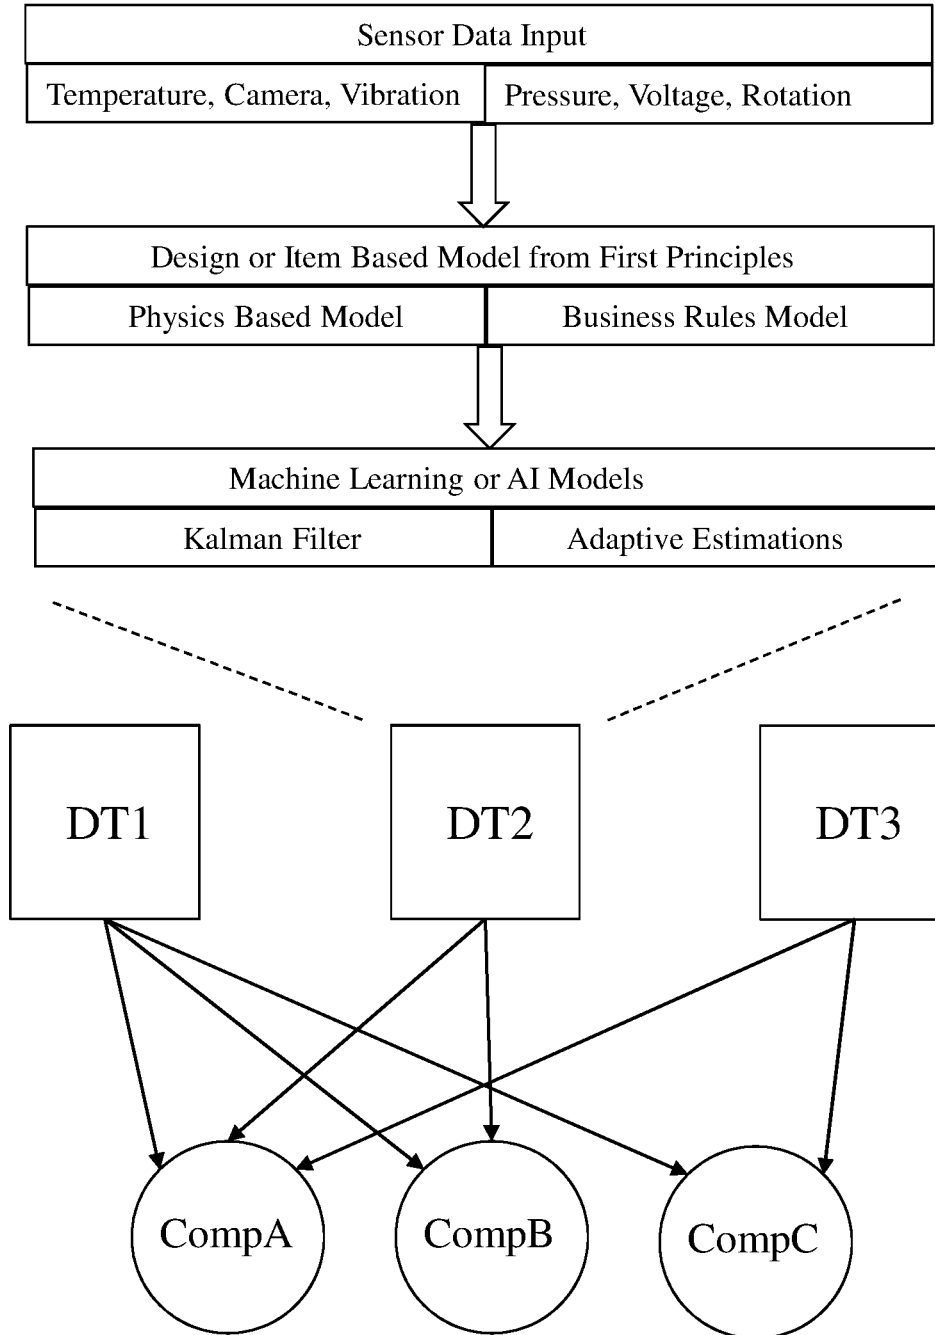 Sensor Data Input
Temperature, Camera, Vibration
Pressure, Voltage, Rotation
Design or Item Based Model from First Principles
Physics Based Model
Business Rules Model
Machine Learning or AI Models
Kalman Filter
Adaptive Estimations
DT1
DT2
DT3
CompA
CompB
CompC